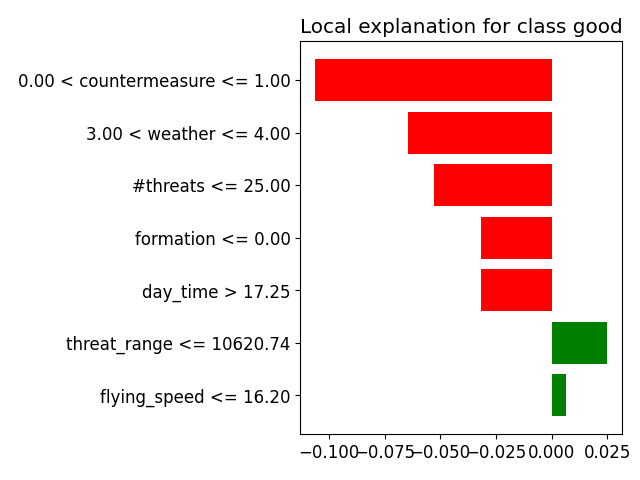 Local explanation for class good
0.00 < countermeasure <= 1.00
3.00 < weather <= 4.00
#threats <= 25.00
formation <= 0.00
day_time > 17.25
threat_range <= 10620.74
flying_speed <= 16.20
−0.100 −0.075 −0.050 −0.025 0.000 0.025